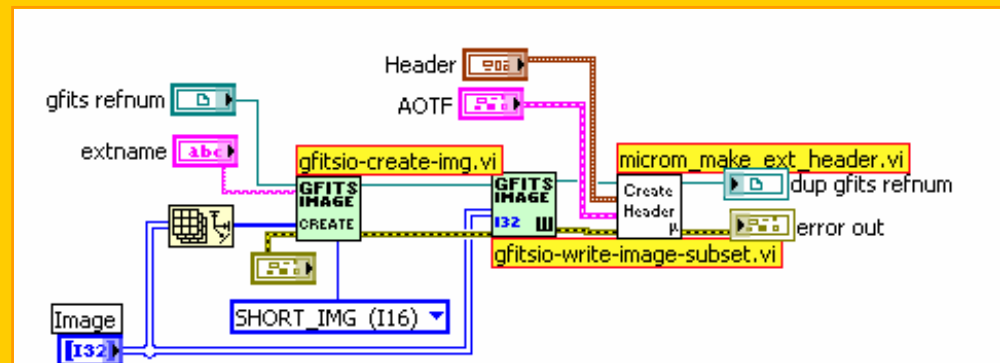 Header
gfits refnum
AOTF
extname
abc
gfitsio-create-img.vi
GFITS
IMAGE
CREATE
GFITS
IMAGE
I32
microm_make_ext_header.vi
Create
Header
μ
dup gfits refnum
error out
gfitsio-write-image-subset.vi
SHORT_IMG (I16)
Image
[I32]